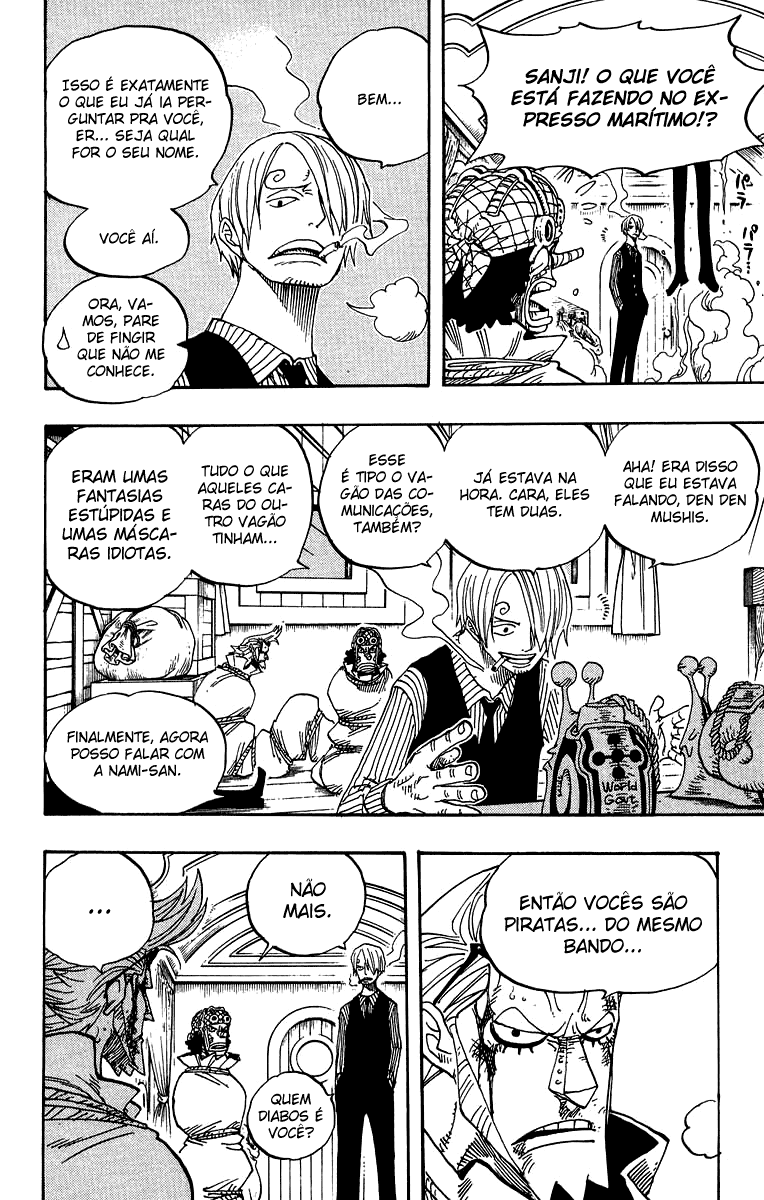 SANJI! O QUE VOCÊ
ESTÁ FAZENDO NO EX-
PRESSO MARÍTIMO!?
BEM...
ISSO É EXATAMENTE
O QUE EU JÁ IA PER-
GUNTAR PRA VOCÊ,
ER... SEJA QUAL
FOR O SEU NOME.
VOCÊ AÍ.
ORA, VA-
MOS, PARE
DE FINGIR
QUE NÃO ME
CONHECE.
AHA! ERA DISSO
QUE EU ESTAVA
FALANDO, DEN DEN
MUSHIS.
JÁ ESTAVA NA
HORA. CARA, ELES
TEM DUAS.
ESSE
É TIPO O VA-
GÃO DAS CO-
MUNICAÇÕES,
TAMBÉM?
TUDO O QUE
AQUELES CA-
RAS DO OU-
TRO VAGÃO
TINHAM...
ERAM UMAS
FANTASIAS
ESTÚPIDAS E
UMAS MÁSCA-
RAS IDIOTAS.
FINALMENTE, AGORA
POSSO FALAR COM
A NAMI-SAN.
World
Govt
ENTÃO VOCÊS SÃO
PIRATAS... DO MESMO
BANDO...
NÃO
MAIS.
QUEM
DIABOS É
VOCÊ?
...